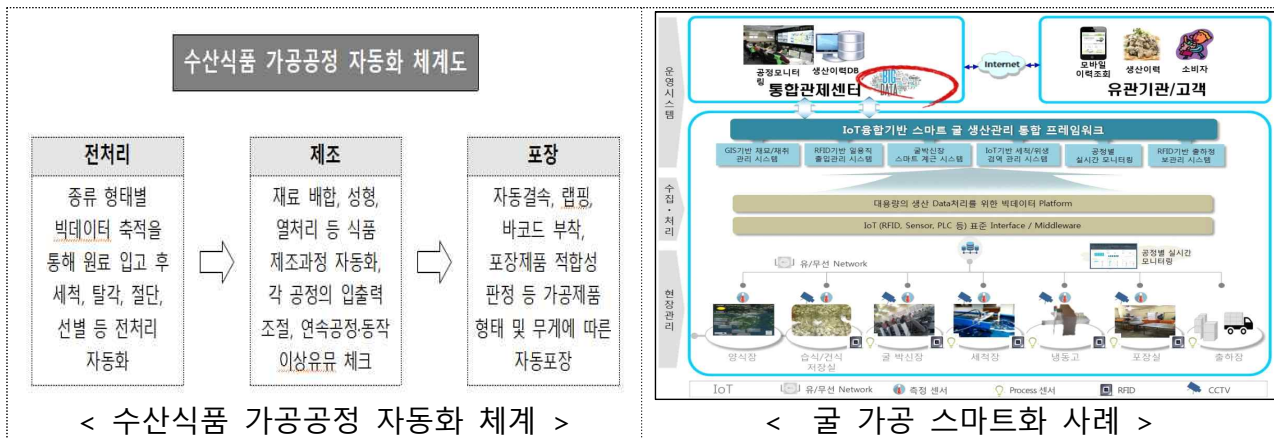 수산식품 가공공정 자동화 체계도
전처리
종류 형태별
빅데이터 축적을
통해 원료 입고 후
세척, 탈각, 절단,
선별 등 전처리
자동화
제조
재료 배합, 성형,
열처리 등 식품
제조과정 자동화,
각 공정의 입출력
조절, 연속공정·동작
이상유뮤 체크
포장
자동결속, 랩핑,
바코드 부착,
포장제품 적합성
판정 등 가공제품
형태 및 무게에 따른
자동포장
< 수산식품 가공공정 자동화 체계 >
운영시스템
공정모니터
링
생산이력DB
BIG
DATA
통합관제센터
Internet
모바일
이력조회
생산이력
소비자
유관기관/고객
IoT융합기반 스마트 굴 생산관리 통합 프레임워크
GIS기반 재묘/채취
관리 시스템
RFID기반 일용직
출입관리 시스템
굴박신장
스마트 계근 시스템
IoT기반 세척/위생
검역 관리 시스템
공정별
실시간 모니터링
RFID기반 출하정
보관리 시스템
수집·처리
대용량의 생산 Data처리를 위한 빅데이터 Platform
IoT (RFID, Sensor, PLC 등) 표준 Interface / Middleware
현장관리
유/무선 Network
공정별 실시간
모니터링
양식장
습식/건식
저장실
굴 박신장
세척장
냉동고
포장실
출하장
IoT
유/무선 Network
측정 센서
Process 센서
RFID
CCTV
< 굴 가공 스마트화 사례 >